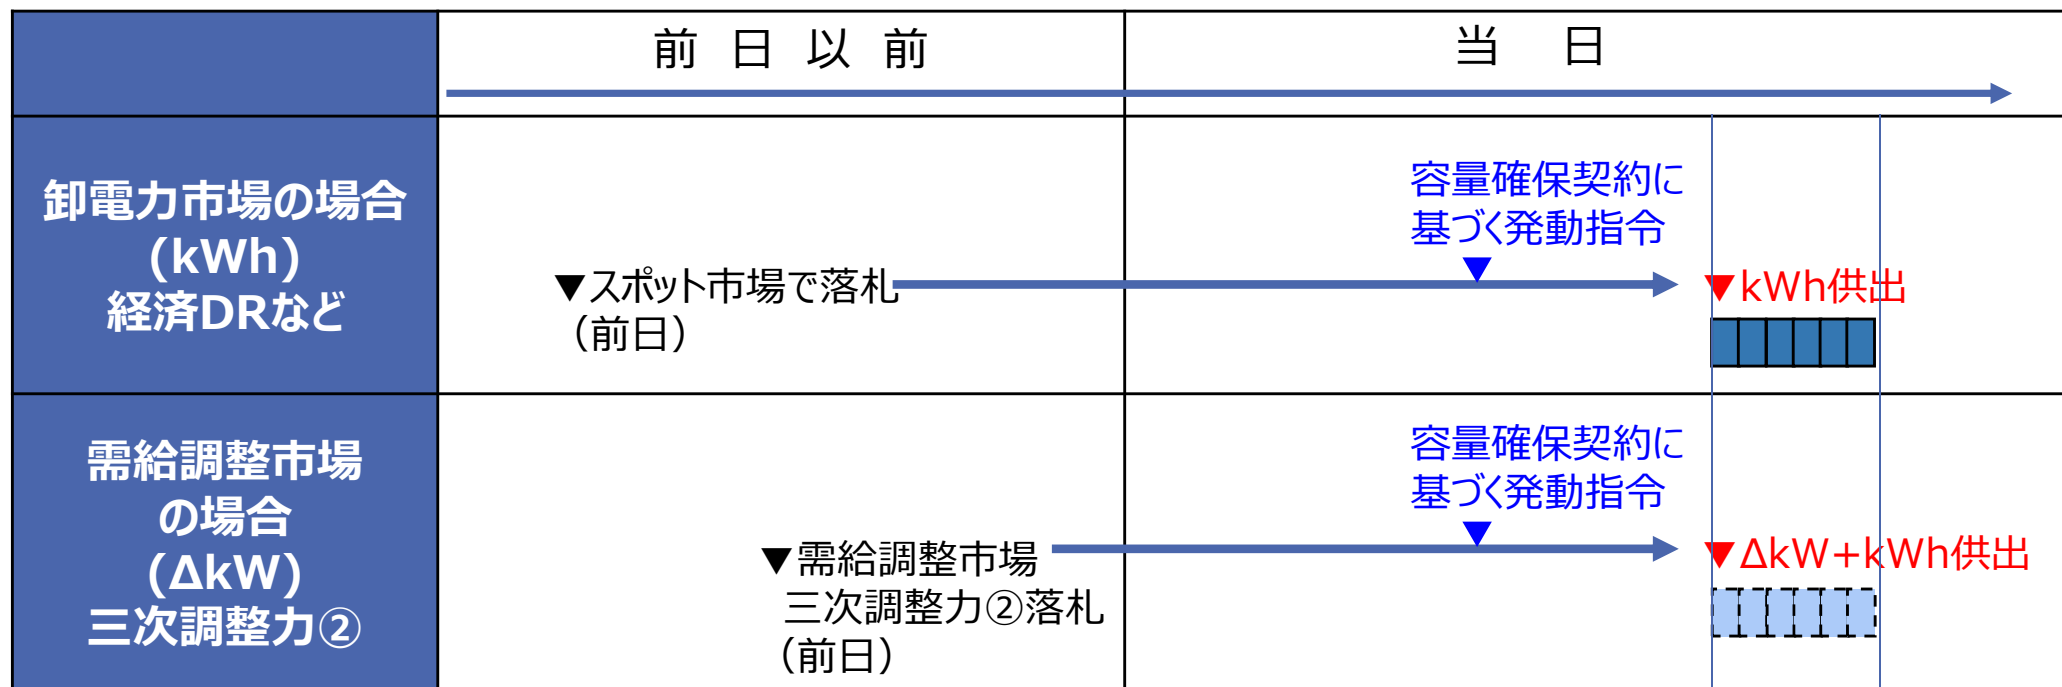 前 日 以 前
当 日
卸電力市場の場合
(kWh)
経済DRなど
▼スポット市場で落札
(前日)
容量確保契約に
基づく発動指令
▼
▼kWh供出
需給調整市場
の場合
(ΔkW)
三次調整力②
▼需給調整市場
三次調整力②落札
(前日)
容量確保契約に
基づく発動指令
▼
▼ΔkW+kWh供出